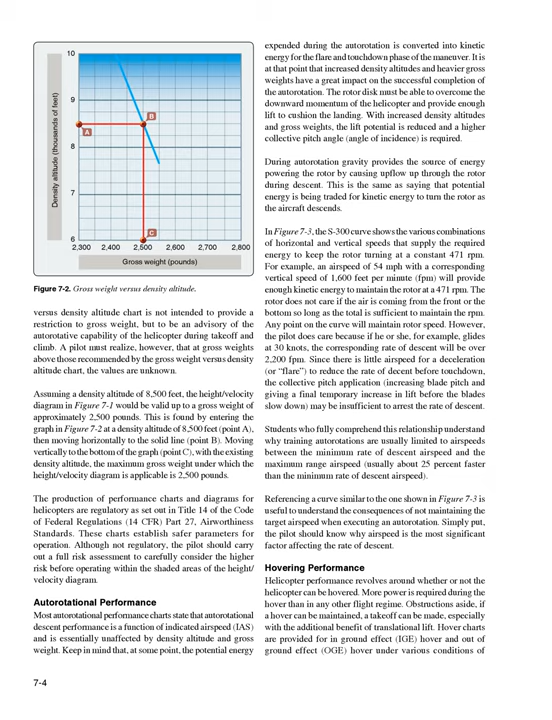 10
9
8
7
6
Density altitude (thousands of feet)
A
B
C
2,300 2,400 2,500 2,600 2,700 2,800
Gross weight (pounds)
Figure 7-2. Gross weight versus density altitude.
versus density altitude chart is not intended to provide a
restriction to gross weight, but to be an advisory of the
autorotative capability of the helicopter during takeoff and
climb. A pilot must realize, however, that at gross weights
above those recommended by the gross weight versus density
altitude chart, the values are unknown.
Assuming a density altitude of 8,500 feet, the height/velocity
diagram in Figure 7-1 would be valid up to a gross weight of
approximately 2,500 pounds. This is found by entering the
graph in Figure 7-2 at a density altitude of 8,500 feet (point A),
then moving horizontally to the solid line (point B). Moving
vertically to the bottom of the graph (point C), with the existing
density altitude, the maximum gross weight under which the
height/velocity diagram is applicable is 2,500 pounds.
The production of performance charts and diagrams for
helicopters are regulatory as set out in Title 14 of the Code
of Federal Regulations (14 CFR) Part 27, Airworthiness
Standards. These charts establish safer parameters for
operation. Although not regulatory, the pilot should carry
out a full risk assessment to carefully consider the higher
risk before operating within the shaded areas of the height/
velocity diagram.
Autorotational Performance
Most autorotational performance charts state that autorotational
descent performance is a function of indicated airspeed (IAS)
and is essentially unaffected by density altitude and gross
weight. Keep in mind that, at some point, the potential energy
expended during the autorotation is converted into kinetic
energy for the flare and touchdown phase of the maneuver. It is
at that point that increased density altitudes and heavier gross
weights have a great impact on the successful completion of
the autorotation. The rotor disk must be able to overcome the
downward momentum of the helicopter and provide enough
lift to cushion the landing. With increased density altitudes
and gross weights, the lift potential is reduced and a higher
collective pitch angle (angle of incidence) is required.
During autorotation gravity provides the source of energy
powering the rotor by causing upflow up through the rotor
during descent. This is the same as saying that potential
energy is being traded for kinetic energy to turn the rotor as
the aircraft descends.
In Figure 7-3, the S-300 curve shows the various combinations
of horizontal and vertical speeds that supply the required
energy to keep the rotor turning at a constant 471 rpm.
For example, an airspeed of 54 mph with a corresponding
vertical speed of 1,600 feet per minute (fpm) will provide
enough kinetic energy to maintain the rotor at a 471 rpm. The
rotor does not care if the air is coming from the front or the
bottom so long as the total is sufficient to maintain the rpm.
Any point on the curve will maintain rotor speed. However,
the pilot does care because if he or she, for example, glides
at 30 knots, the corresponding rate of descent will be over
2,200 fpm. Since there is little airspeed for a deceleration
(or “flare”) to reduce the rate of decent before touchdown,
the collective pitch application (increasing blade pitch and
giving a final temporary increase in lift before the blades
slow down) may be insufficient to arrest the rate of descent.
Students who fully comprehend this relationship understand
why training autorotations are usually limited to airspeeds
between the minimum rate of descent airspeed and the
maximum range airspeed (usually about 25 percent faster
than the minimum rate of descent airspeed).
Referencing a curve similar to the one shown in Figure 7-3 is
useful to understand the consequences of not maintaining the
target airspeed when executing an autorotation. Simply put,
the pilot should know why airspeed is the most significant
factor affecting the rate of descent.
Hovering Performance
Helicopter performance revolves around whether or not the
helicopter can be hovered. More power is required during the
hover than in any other flight regime. Obstructions aside, if
a hover can be maintained, a takeoff can be made, especially
with the additional benefit of translational lift. Hover charts
are provided for in ground effect (IGE) hover and out of
ground effect (OGE) hover under various conditions of
7-4